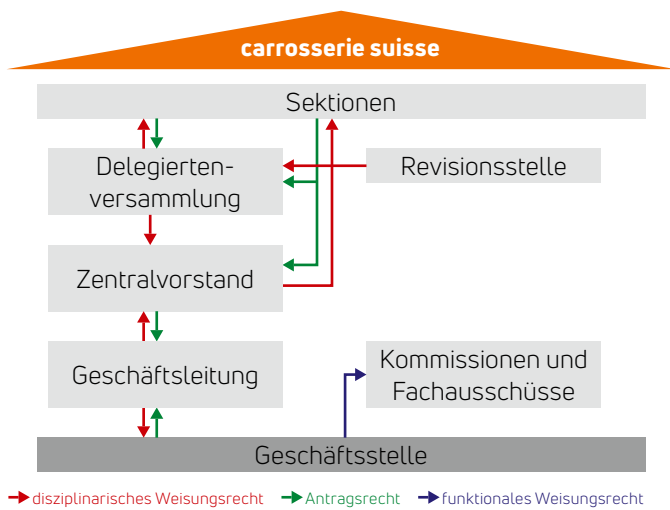 carrosserie suisse
Sektionen
Delegierten-
versammlung
Revisionsstelle
Zentralvorstand
Geschäftsleitung
Kommissionen und
Fachausschüsse
Geschäftsstelle
disziplinarisches Weisungsrecht
Antragsrecht
funktionales Weisungsrecht